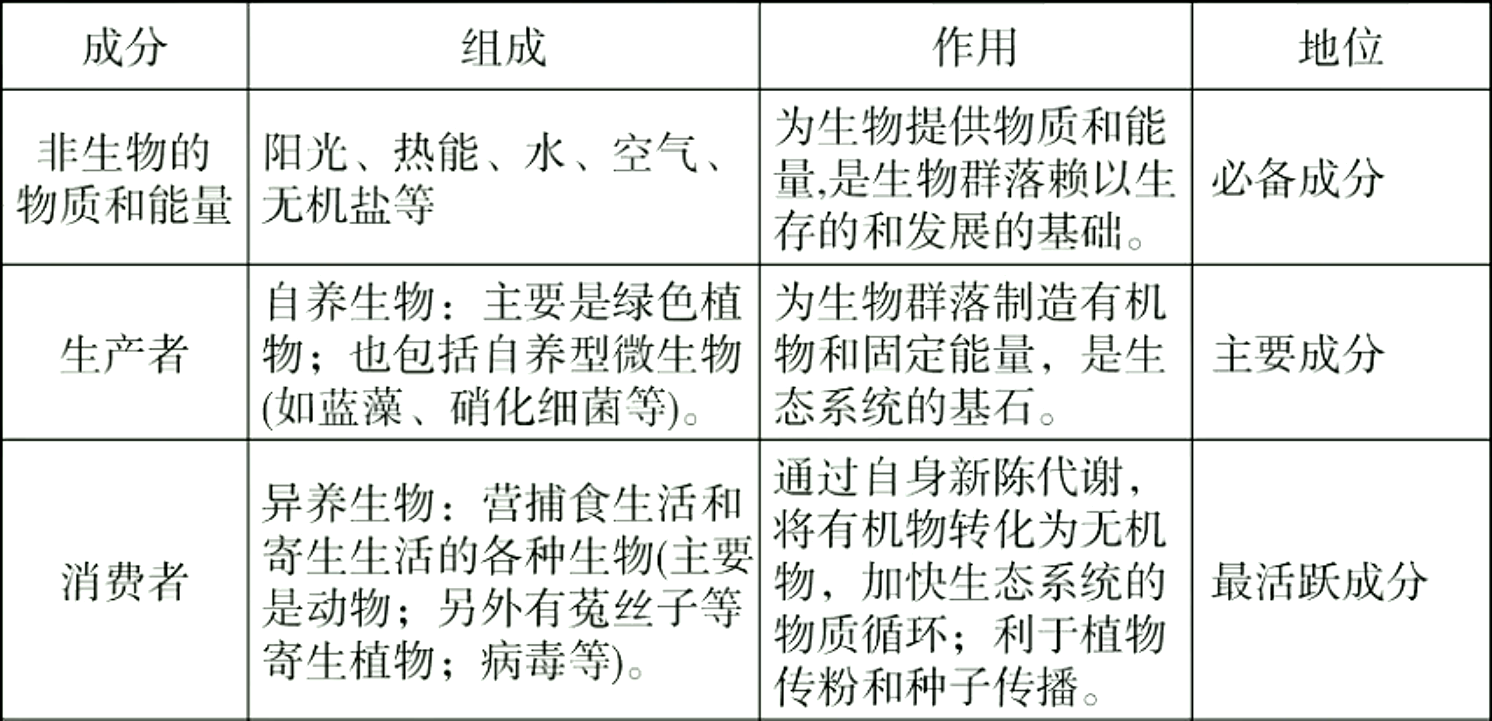 成分
组成
作用
地位
非生物的
物质和能量
阳光、热能、水、空气、
无机盐等
为生物提供物质和能
量,是生物群落赖以生
存的和发展的基础。
必备成分
生产者
自养生物：主要是绿色植
物；也包括自养型微生物
(如蓝藻、硝化细菌等)。
为生物群落制造有机
物和固定能量，是生
态系统的基石。
主要成分
消费者
异养生物：营捕食生活和
寄生生活的各种生物(主要
是动物；另外有菟丝子等
寄生植物；病毒等)。
通过自身新陈代谢，
将有机物转化为无机
物，加快生态系统的
物质循环；利于植物
传粉和种子传播。
最活跃成分